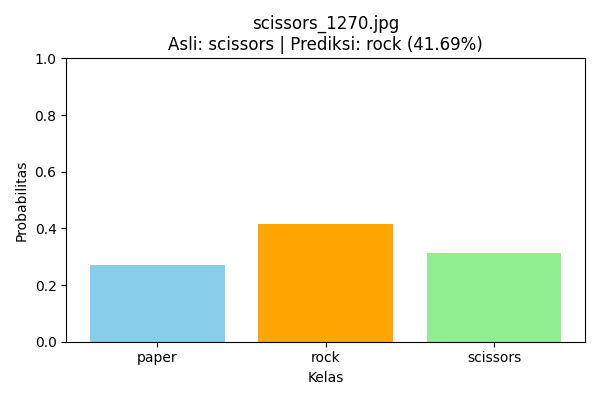 scissors_1270.jpg
Asli: scissors | Prediksi: rock (41.69%)
1.0
0.8
0.6
0.4
0.2
0.0
Probabilitas
paper rock scissors
Kelas